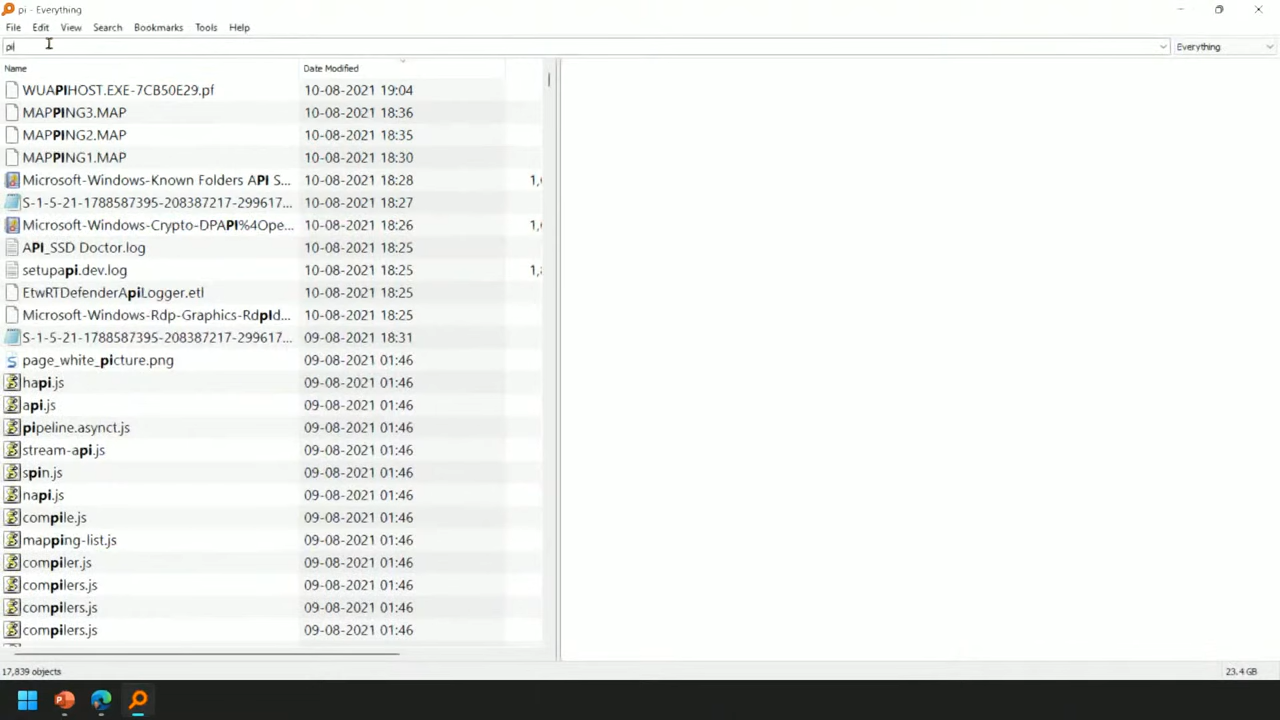 pi - Everything
File Edit View Search Bookmarks Tools Help
pi Everything
Name Date Modified
WUAPIHOST.EXE-7CB50E29.pf 10-08-2021 19:04
MAPPING3.MAP 10-08-2021 18:36
MAPPING2.MAP 10-08-2021 18:35
MAPPING1.MAP 10-08-2021 18:30
Microsoft-Windows-Known Folders API S... 10-08-2021 18:28 1,
S-1-5-21-1788587395-208387217-299617... 10-08-2021 18:27
Microsoft-Windows-Crypto-DPAPI%4Ope... 10-08-2021 18:26 1,
API_SSD Doctor.log 10-08-2021 18:25
setupapi.dev.log 10-08-2021 18:25 1,
EtwRTDefenderApiLogger.etl 10-08-2021 18:25
Microsoft-Windows-Rdp-Graphics-RdpId... 10-08-2021 18:25
S-1-5-21-1788587395-208387217-299617... 09-08-2021 18:31
page_white_picture.png 09-08-2021 01:46
hapi.js 09-08-2021 01:46
api.js 09-08-2021 01:46
pipeline.asynct.js 09-08-2021 01:46
stream-api.js 09-08-2021 01:46
spin.js 09-08-2021 01:46
napi.js 09-08-2021 01:46
compile.js 09-08-2021 01:46
mapping-list.js 09-08-2021 01:46
compiler.js 09-08-2021 01:46
compilers.js 09-08-2021 01:46
compilers.js 09-08-2021 01:46
compilers.js 09-08-2021 01:46
17,839 objects 23.4 GB